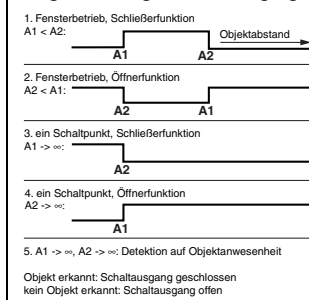 1. Fensterbetrieb, Schließerfunktion
A1 < A2:
Objektabstand
A1
A2
2. Fensterbetrieb, Öffnerfunktion
A2 < A1:
A2
A1
3. ein Schaltpunkt, Schließerfunktion
A1 -> ∞:
A2
4. ein Schaltpunkt, Öffnerfunktion
A2 -> ∞:
A1
5. A1 -> ∞, A2 -> ∞: Detektion auf Objektanwesenheit
Objekt erkannt: Schaltausgang geschlossen
kein Objekt erkannt: Schaltausgang offen